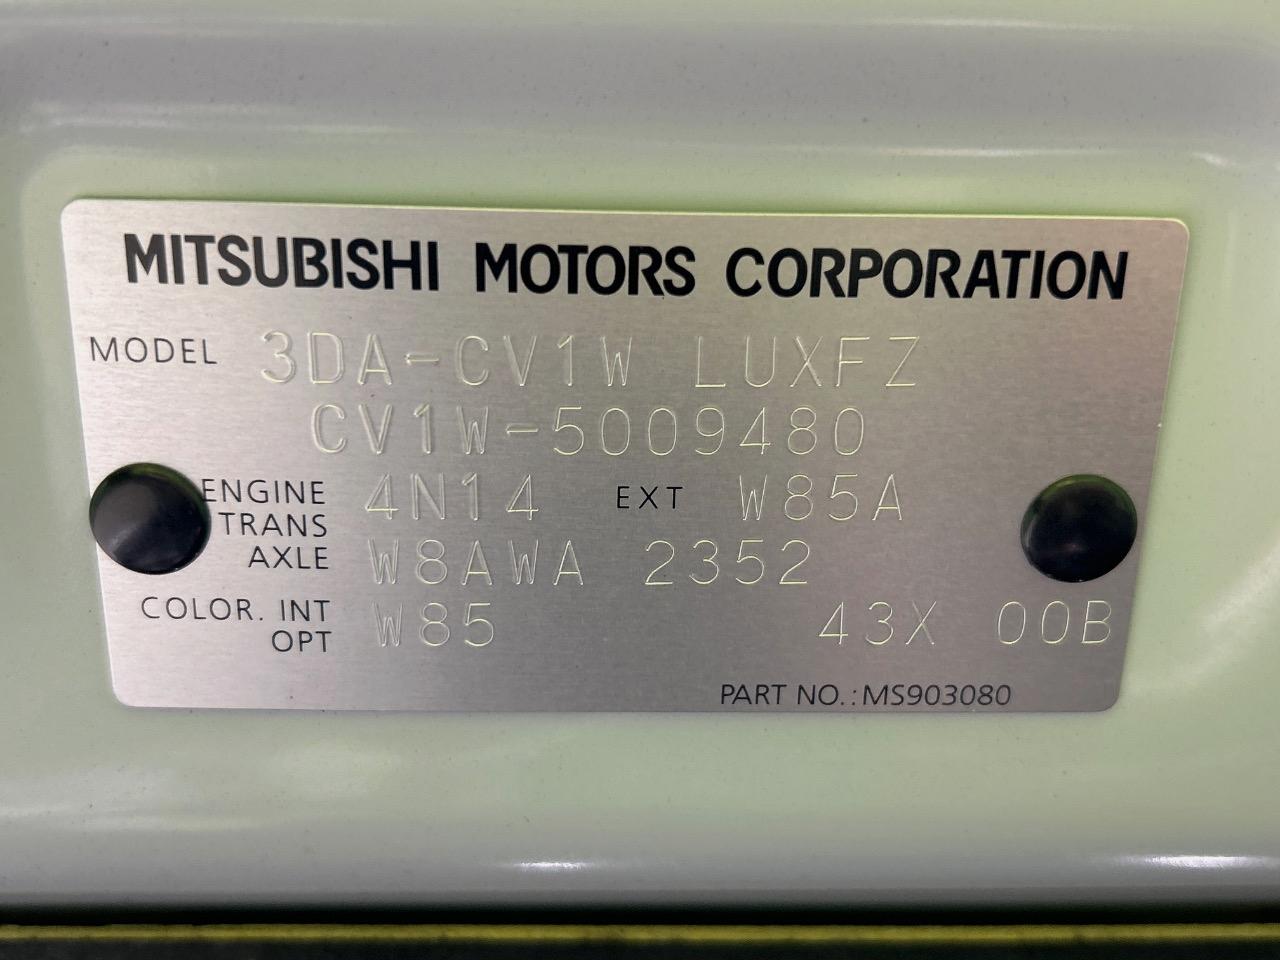 MITSUBISHI MOTORS CORPORATION
MODEL 3DA-CV1W LUXFZ
CV1W-5009480
ENGINE 4N14 EXT W85A
TRANS
AXLE W8AWA 2352
COLOR. INT W85 43X 00B
OPT
PART NO.: MS903080